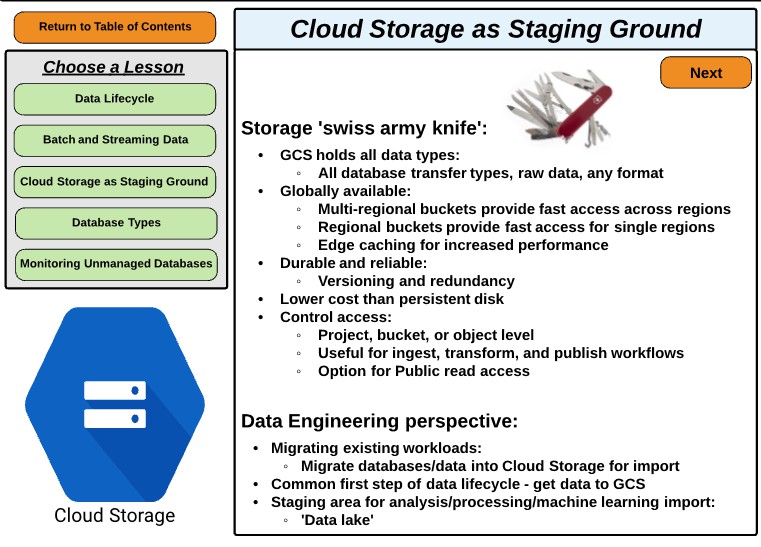 Return to Table of Contents
Choose a Lesson
Data Lifecycle
Batch and Streaming Data
Cloud Storage as Staging Ground
Database Types
Monitoring Unmanaged Databases
Cloud Storage
Cloud Storage as Staging Ground
Next
Storage 'swiss army knife':
• GCS holds all data types:
◦ All database transfer types, raw data, any format
• Globally available:
◦ Multi-regional buckets provide fast access across regions
◦ Regional buckets provide fast access for single regions
◦ Edge caching for increased performance
• Durable and reliable:
◦ Versioning and redundancy
• Lower cost than persistent disk
• Control access:
◦ Project, bucket, or object level
◦ Useful for ingest, transform, and publish workflows
◦ Option for Public read access
Data Engineering perspective:
• Migrating existing workloads:
◦ Migrate databases/data into Cloud Storage for import
• Common first step of data lifecycle - get data to GCS
• Staging area for analysis/processing/machine learning import:
◦ 'Data lake'